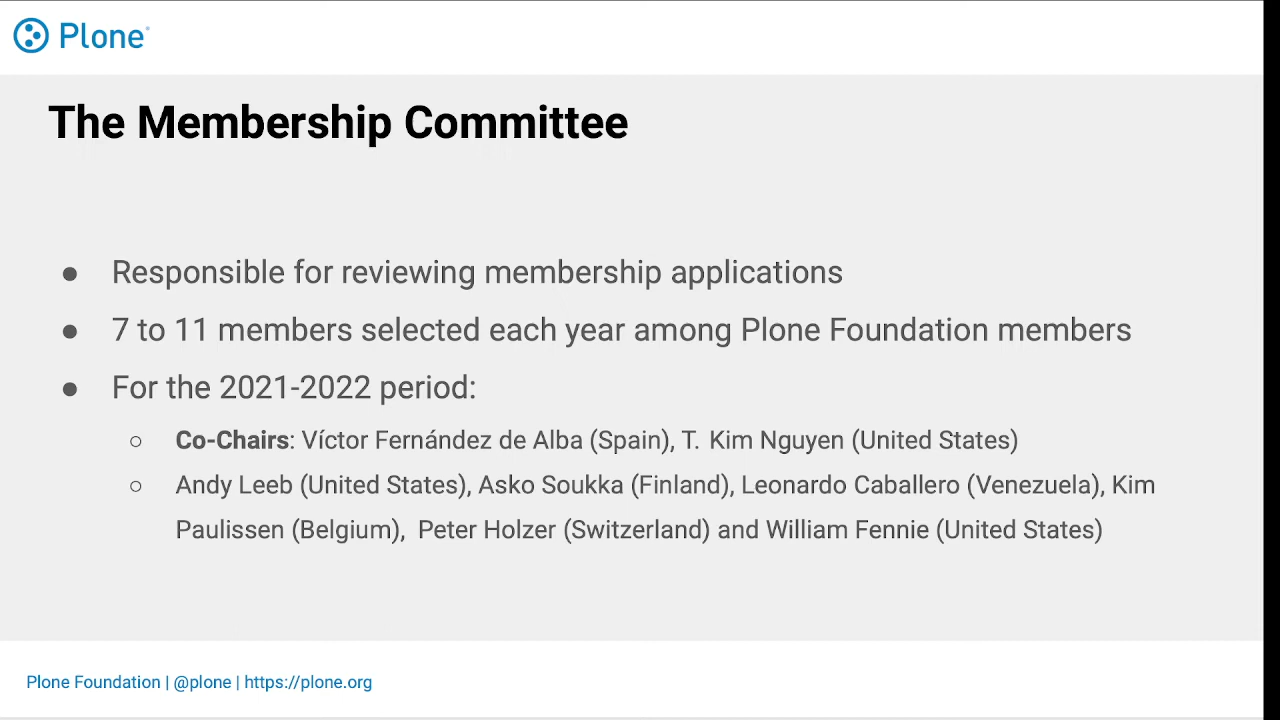 Plone
The Membership Committee
● Responsible for reviewing membership applications
● 7 to 11 members selected each year among Plone Foundation members
● For the 2021-2022 period:
○ Co-Chairs: Víctor Fernández de Alba (Spain), T. Kim Nguyen (United States)
○ Andy Leeb (United States), Asko Soukka (Finland), Leonardo Caballero (Venezuela), Kim
Paulissen (Belgium), Peter Holzer (Switzerland) and William Fennie (United States)
Plone Foundation | @plone | https://plone.org